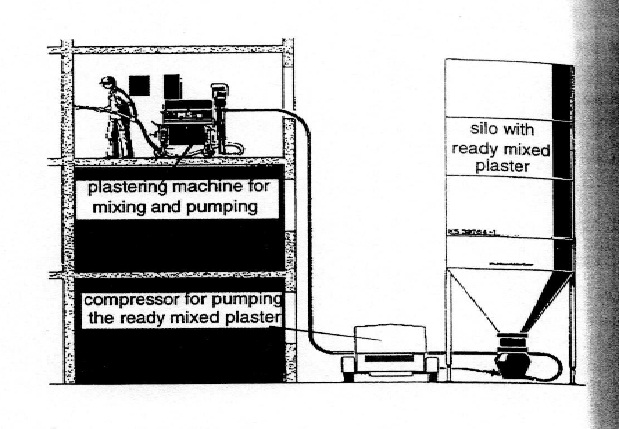 silo with
ready mixed
plaster
plastering machine for
mixing and pumping
compressor for pumping
the ready mixed plaster